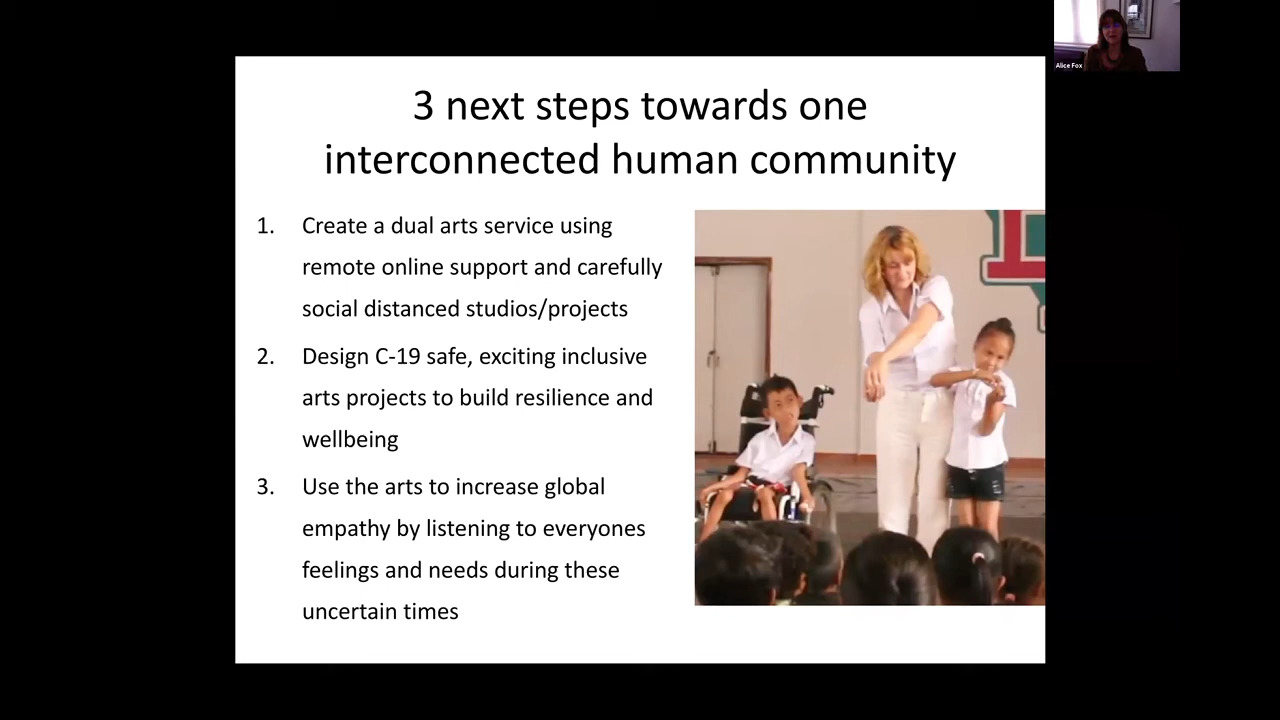 Alice Fox
3 next steps towards one
interconnected human community
1. Create a dual arts service using
remote online support and carefully
social distanced studios/projects
2. Design C-19 safe, exciting inclusive
arts projects to build resilience and
wellbeing
3. Use the arts to increase global
empathy by listening to everyones
feelings and needs during these
uncertain times